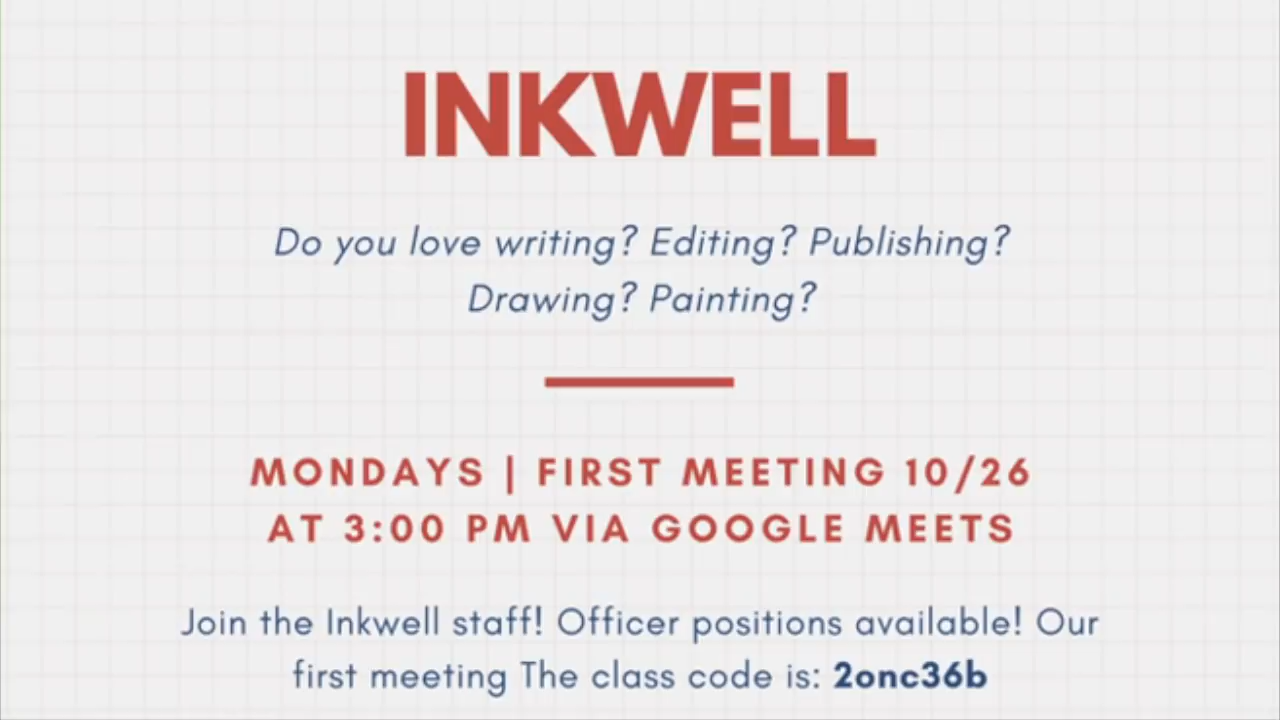 INKWELL
Do you love writing? Editing? Publishing?
Drawing? Painting?
MONDAYS | FIRST MEETING 10/26
AT 3:00 PM VIA GOOGLE MEETS
Join the Inkwell staff! Officer positions available! Our
first meeting The class code is: 2onc36b